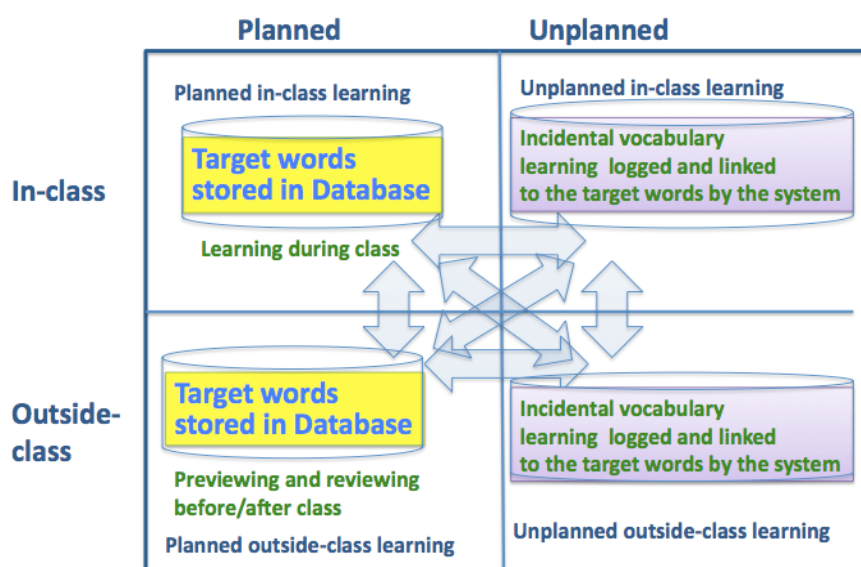 Planned
Unplanned
Planned in-class learning
Unplanned in-class learning
In-class
Target words
stored in Database
Incidental vocabulary
learning logged and linked
to the target words by the system
Learning during class
Outside-
class
Target words
stored in Database
Incidental vocabulary
learning logged and linked
to the target words by the system
Previewing and reviewing
before/after class
Planned outside-class learning
Unplanned outside-class learning